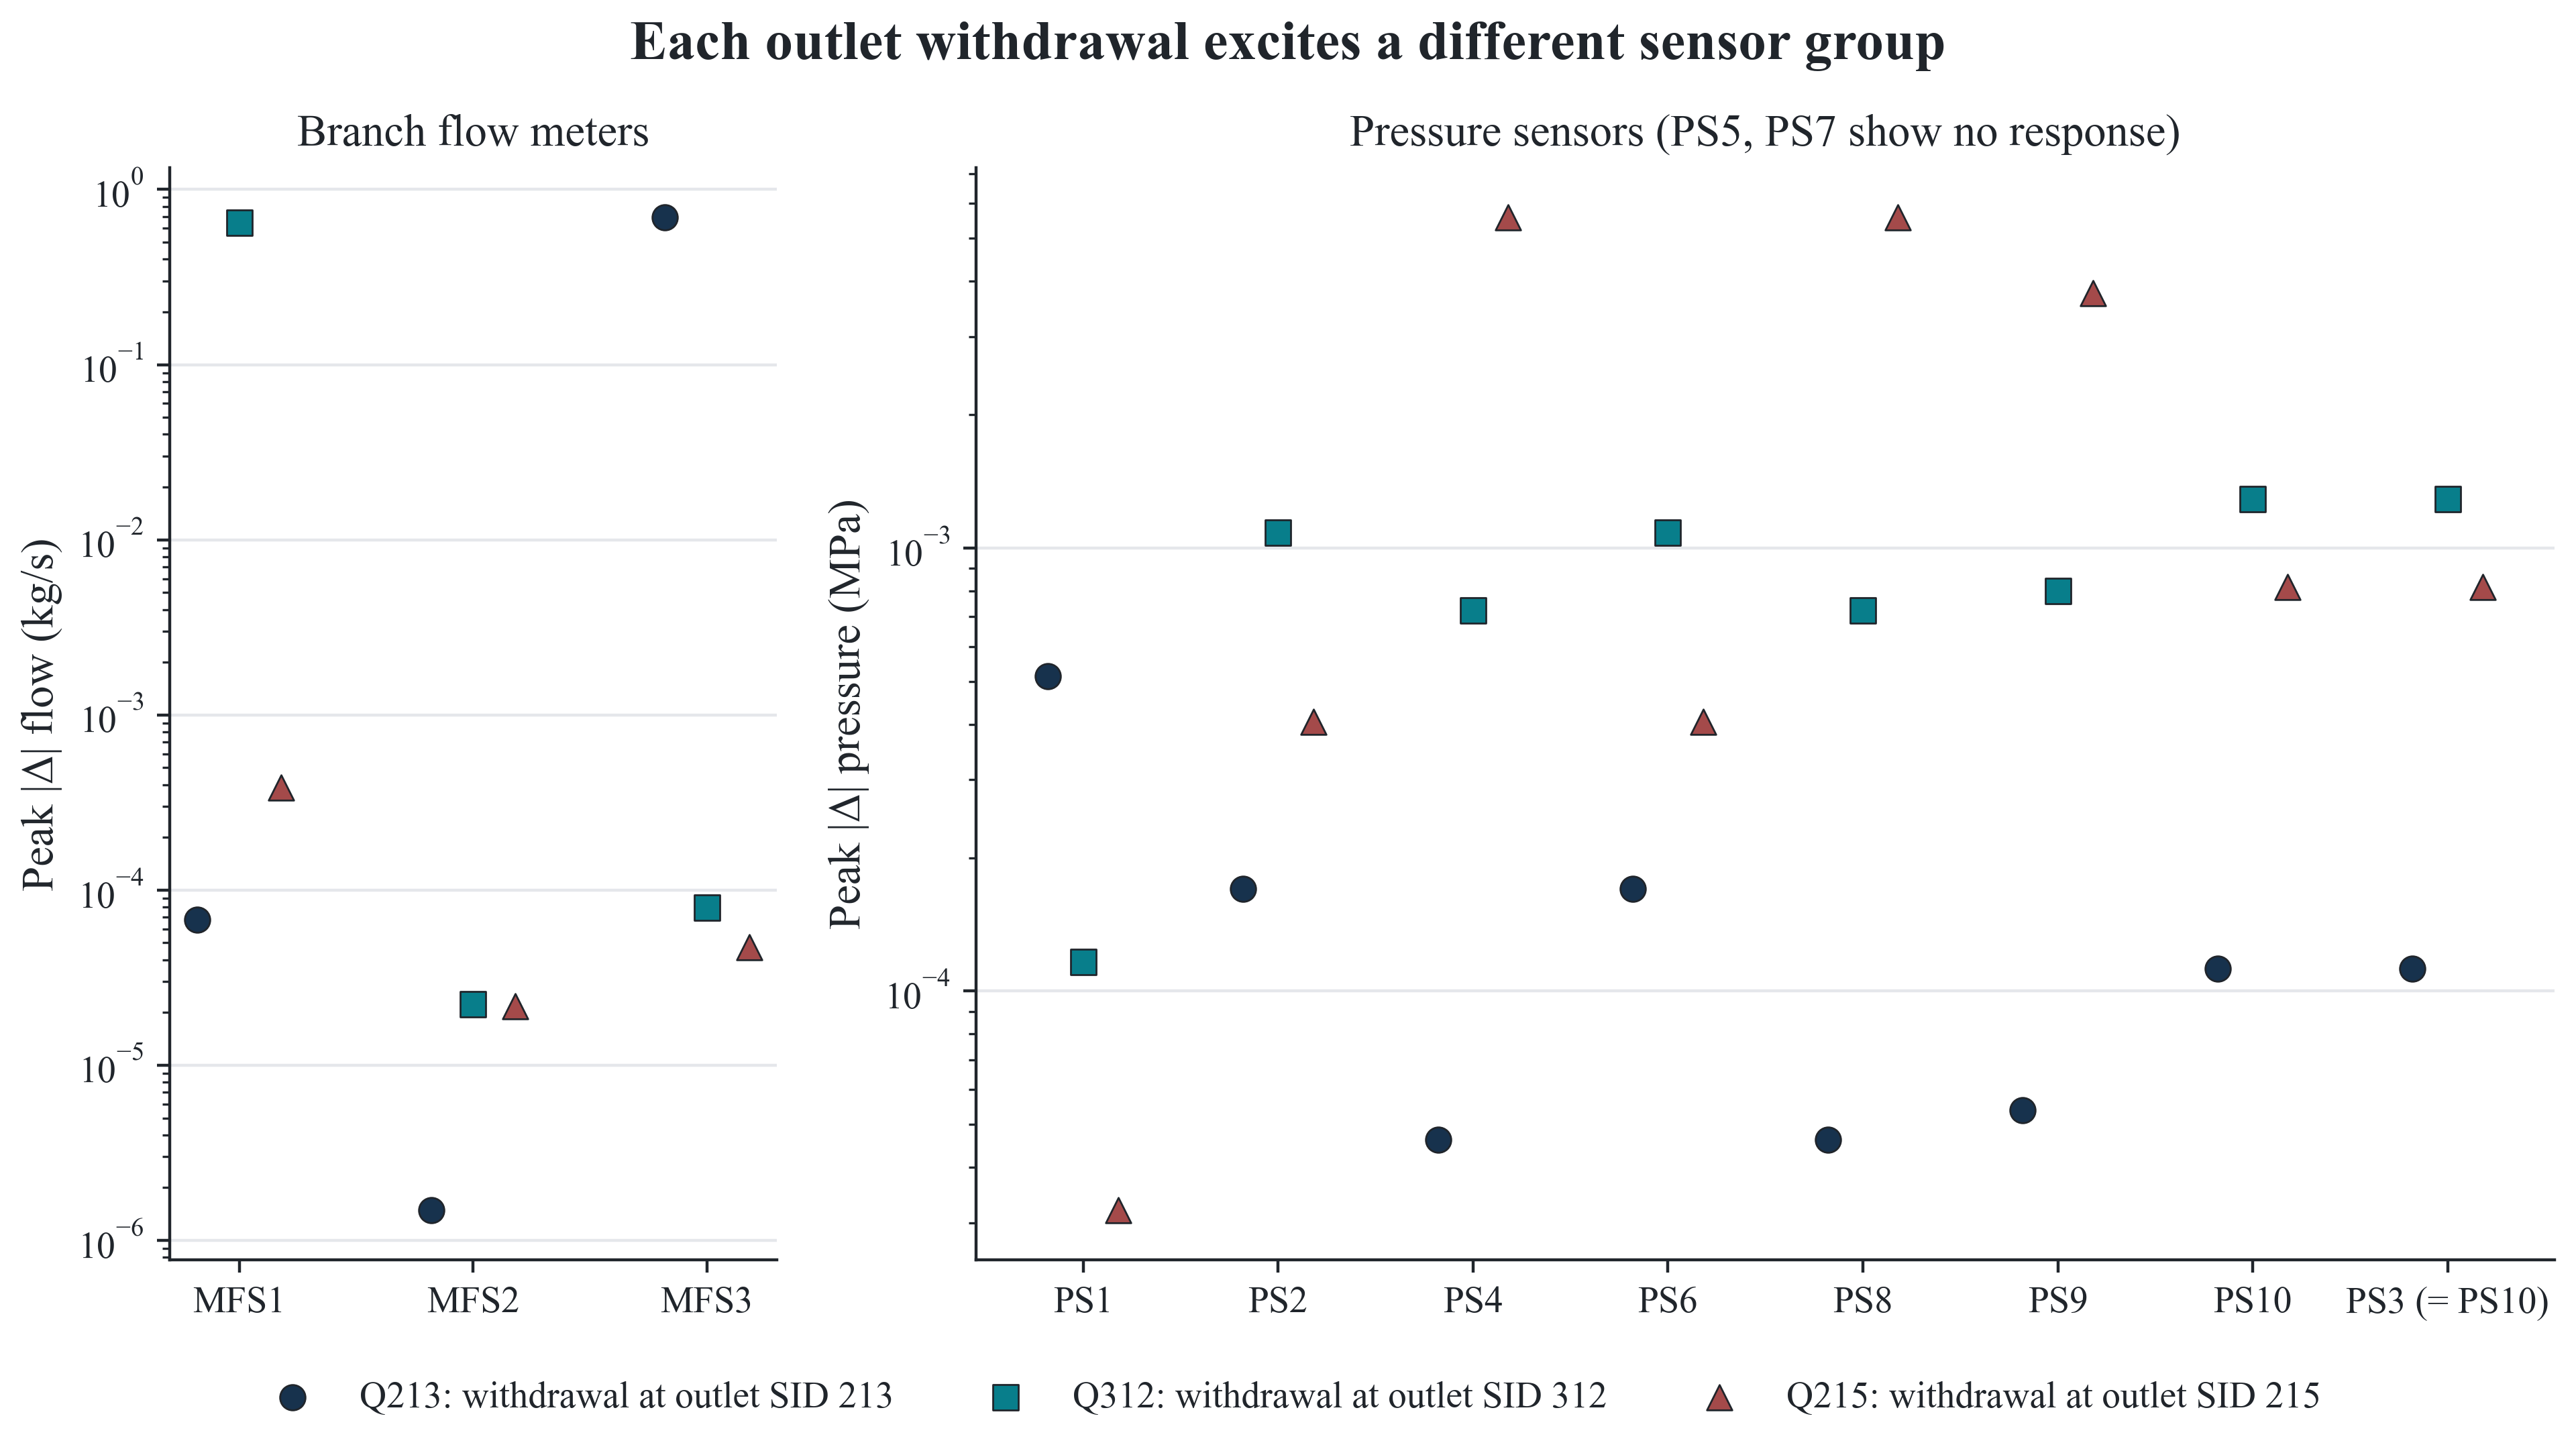 Each outlet withdrawal excites a different sensor group
Branch flow meters
Pressure sensors (PS5, PS7 show no response)
Peak |Δ| flow (kg/s)
10⁰
10⁻¹
10⁻²
10⁻³
10⁻⁴
10⁻⁵
10⁻⁶
MFS1 MFS2 MFS3
Peak |Δ| pressure (MPa)
10⁻³
10⁻⁴
PS1 PS2 PS4 PS6 PS8 PS9 PS10 PS3 (= PS10)
Q213: withdrawal at outlet SID 213
Q312: withdrawal at outlet SID 312
Q215: withdrawal at outlet SID 215